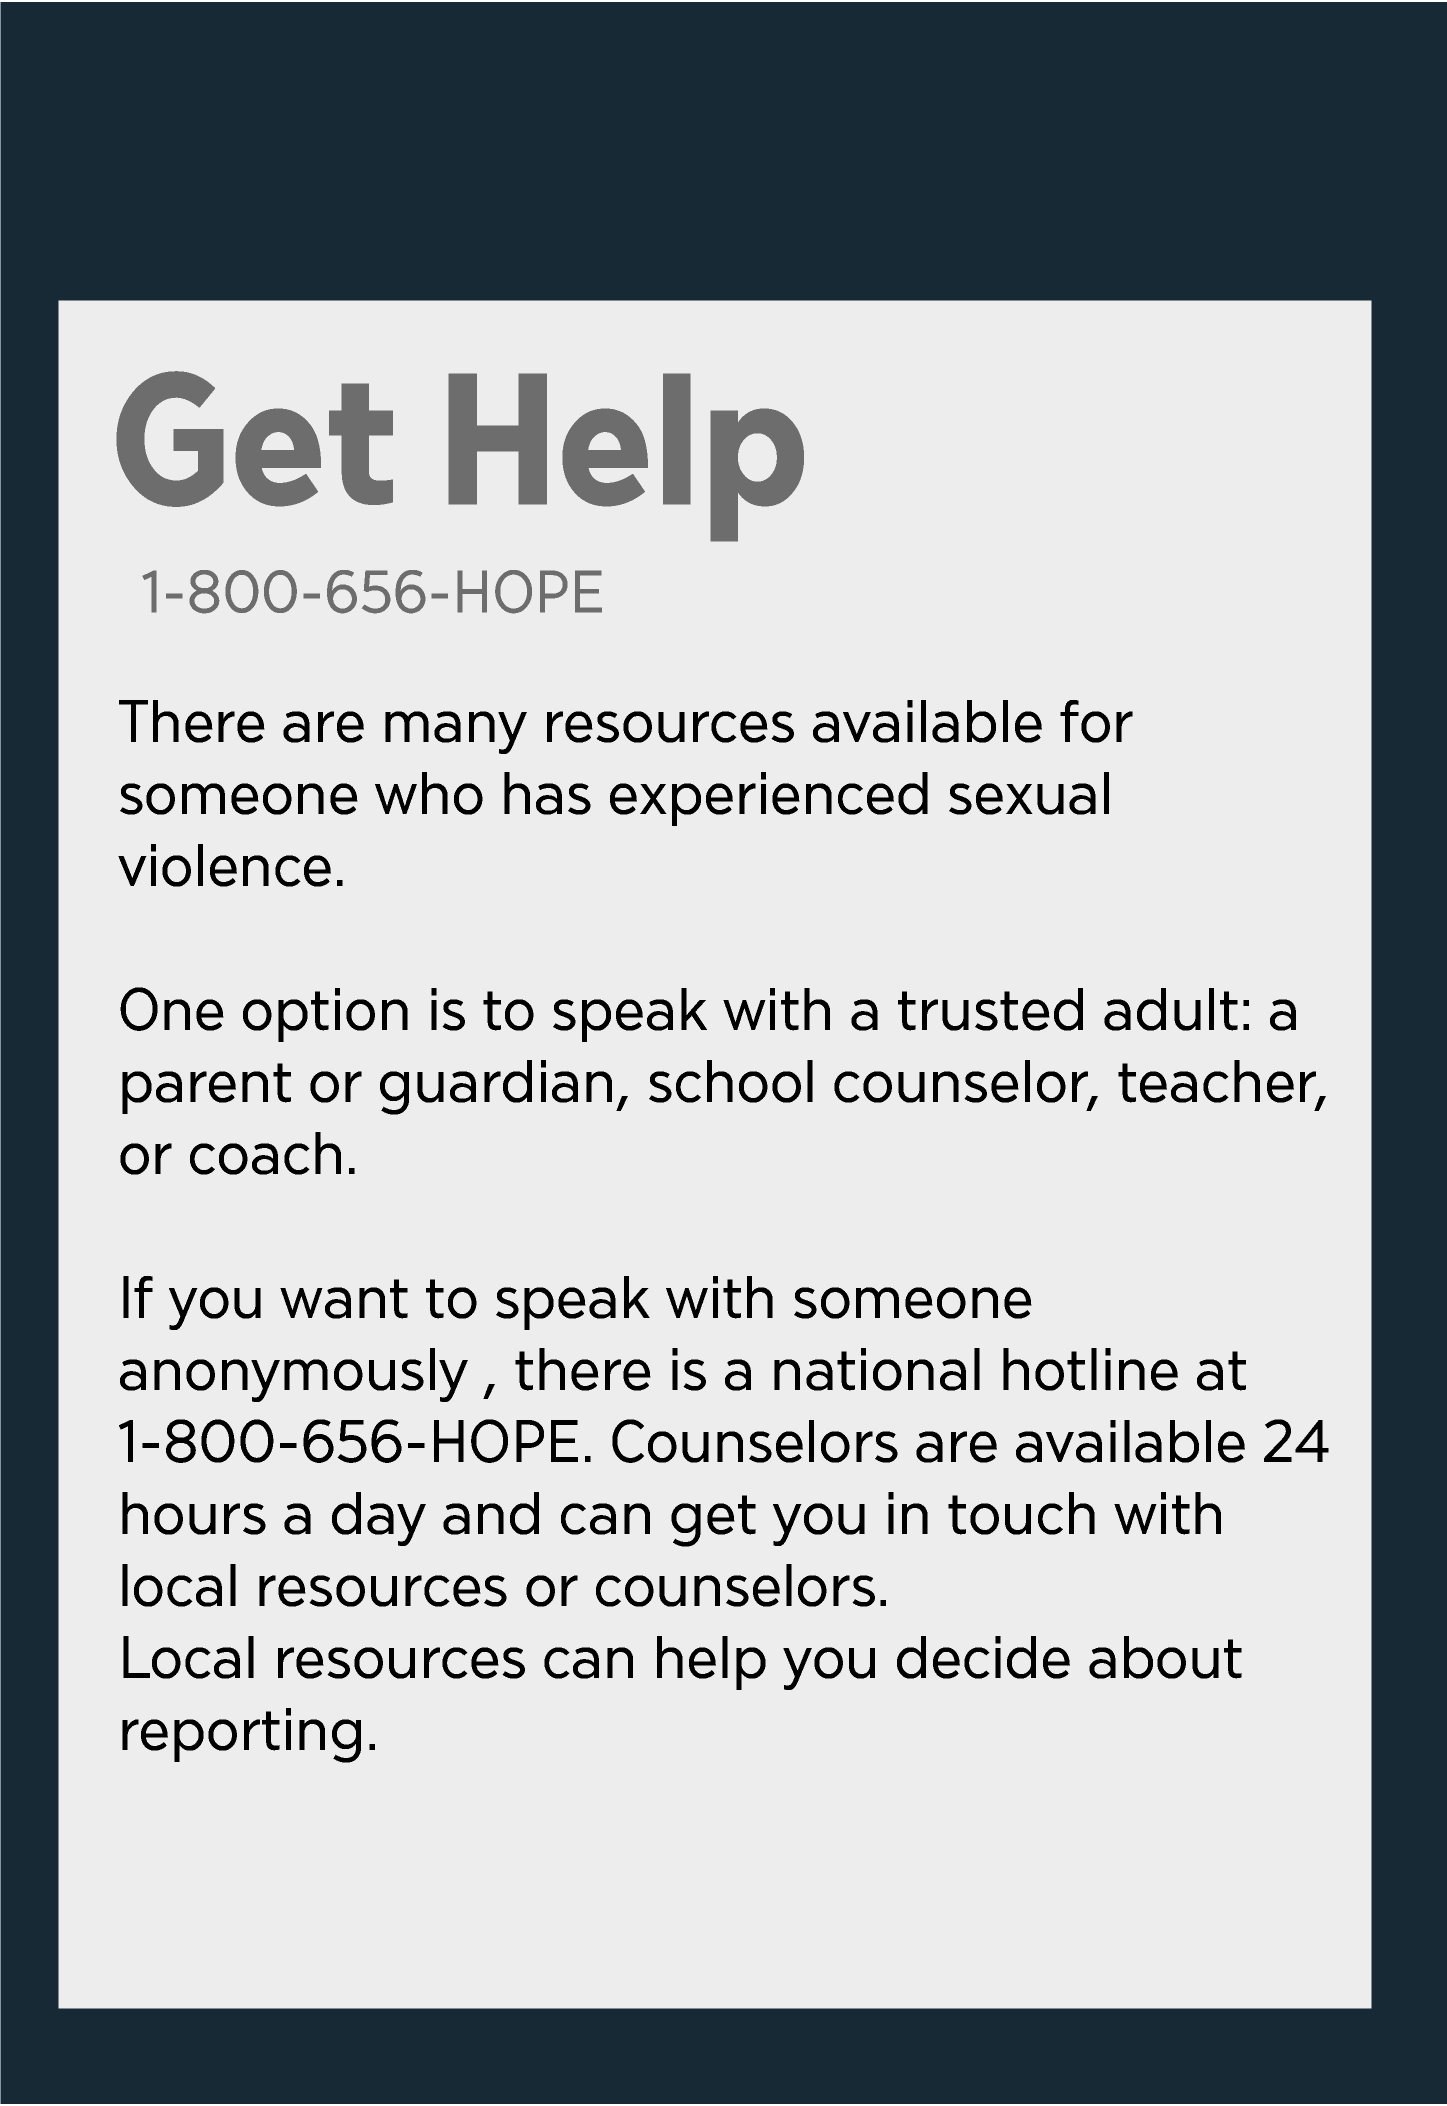 Get Help
1-800-656-HOPE
There are many resources available for
someone who has experienced sexual
violence.
One option is to speak with a trusted adult: a
parent or guardian, school counselor, teacher,
or coach.
If you want to speak with someone
anonymously , there is a national hotline at
1-800-656-HOPE. Counselors are available 24
hours a day and can get you in touch with
local resources or counselors.
Local resources can help you decide about
reporting.